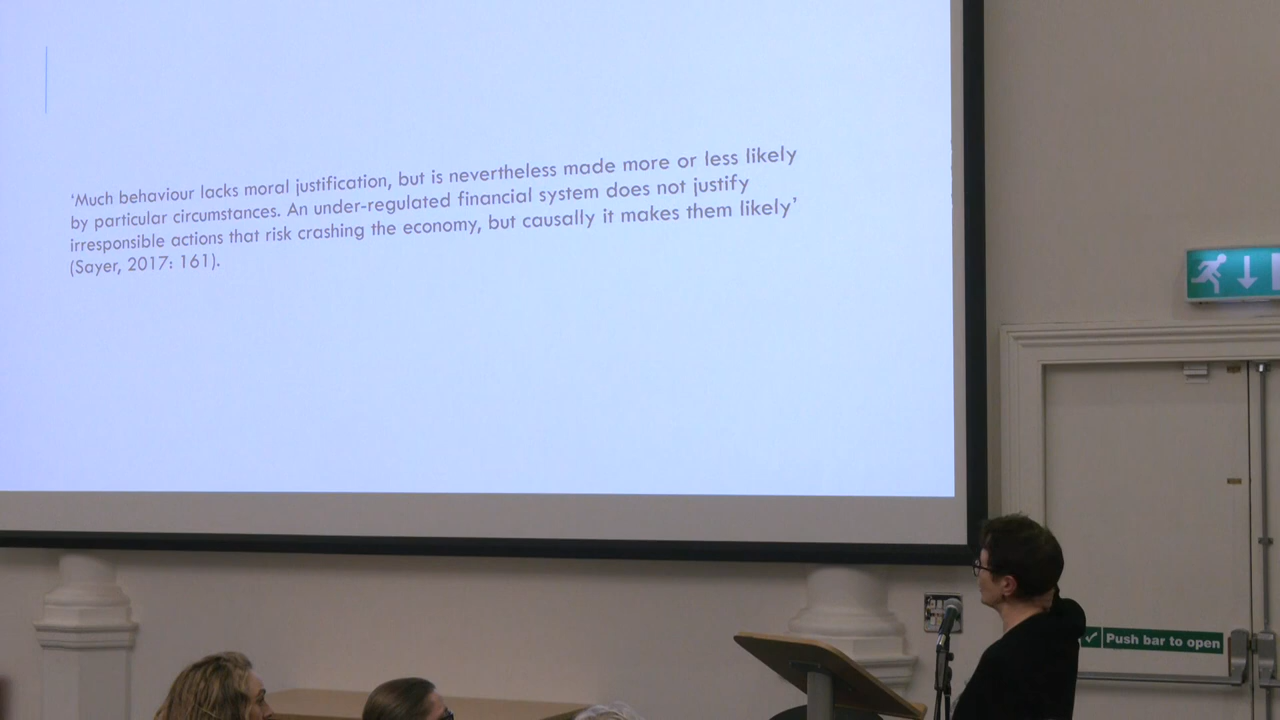 ‘Much behaviour lacks moral justification, but is nevertheless made more or less likely
by particular circumstances. An under-regulated financial system does not justify
irresponsible actions that risk crashing the economy, but causally it makes them likely’
(Sayer, 2017: 161).
Push bar to open